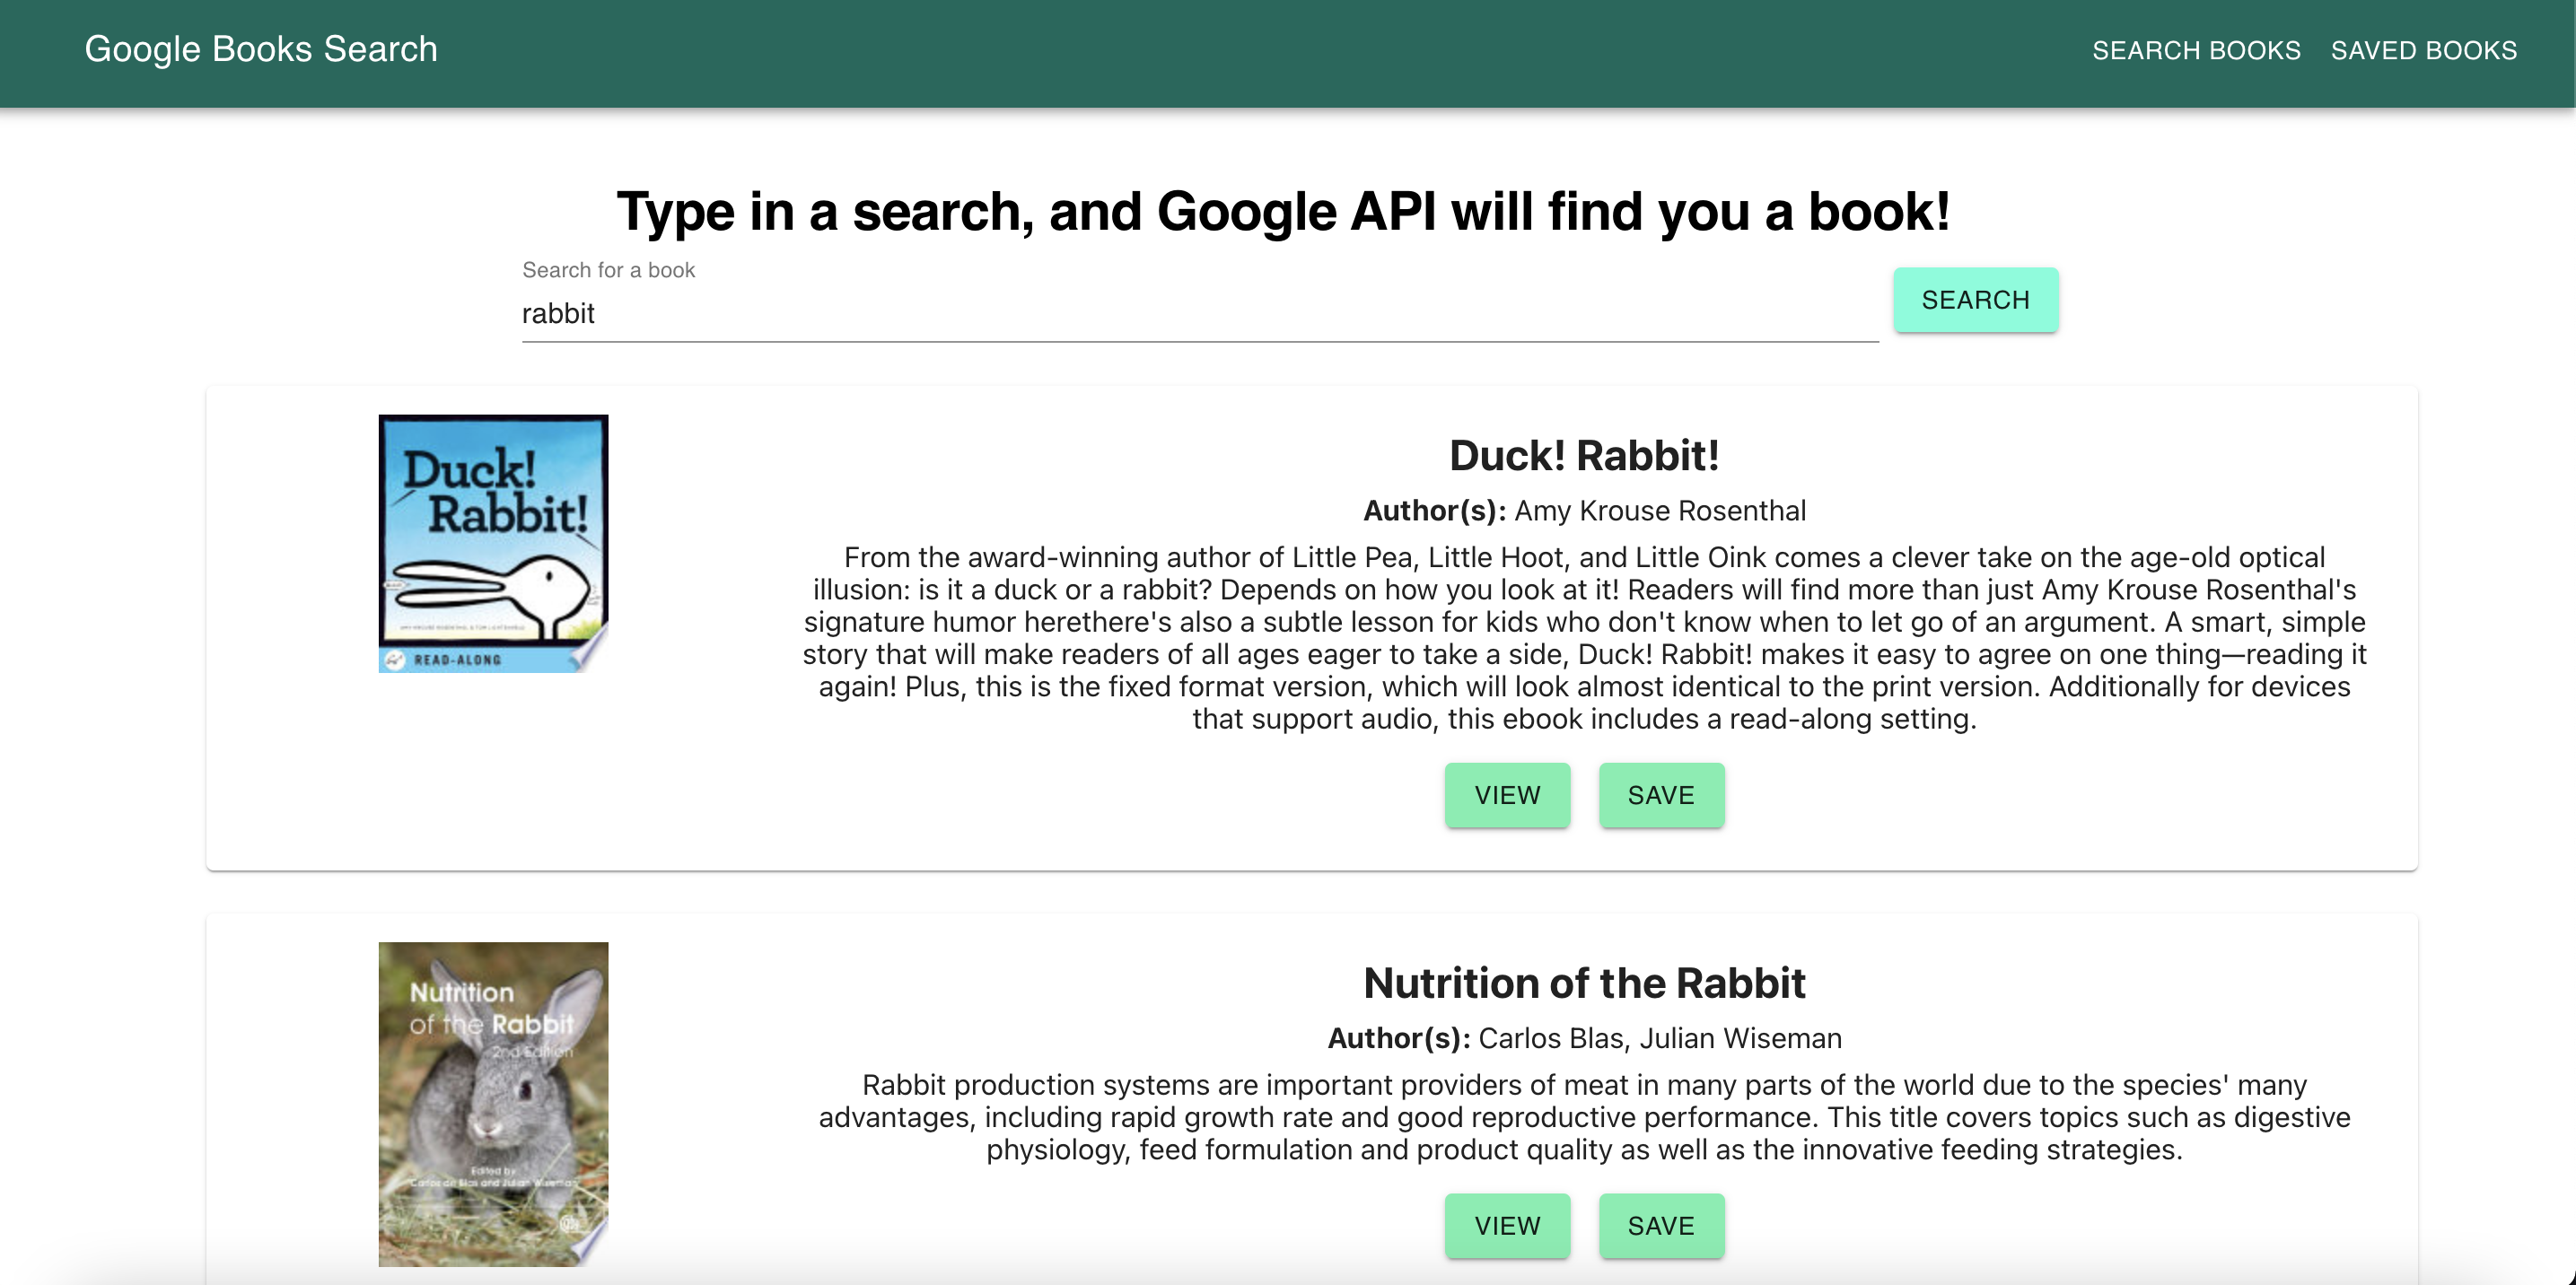 Google Books Search
SEARCH BOOKS
SAVED BOOKS
Type in a search, and Google API will find you a book!
Search for a book
rabbit
SEARCH
Duck!
Rabbit!
READ-ALONG
Duck! Rabbit!
Author(s): Amy Krouse Rosenthal
From the award-winning author of Little Pea, Little Hoot, and Little Oink comes a clever take on the age-old optical
illusion: is it a duck or a rabbit? Depends on how you look at it! Readers will find more than just Amy Krouse Rosenthal's
signature humor herethere's also a subtle lesson for kids who don't know when to let go of an argument. A smart, simple
story that will make readers of all ages eager to take a side, Duck! Rabbit! makes it easy to agree on one thing—reading it
again! Plus, this is the fixed format version, which will look almost identical to the print version. Additionally for devices
that support audio, this ebook includes a read-along setting.
VIEW
SAVE
Nutrition
of the Rabbit
2nd Edition
Edited by
Carlos de Blas and Julian Wiseman
Nutrition of the Rabbit
Author(s): Carlos Blas, Julian Wiseman
Rabbit production systems are important providers of meat in many parts of the world due to the species' many
advantages, including rapid growth rate and good reproductive performance. This title covers topics such as digestive
physiology, feed formulation and product quality as well as the innovative feeding strategies.
VIEW
SAVE